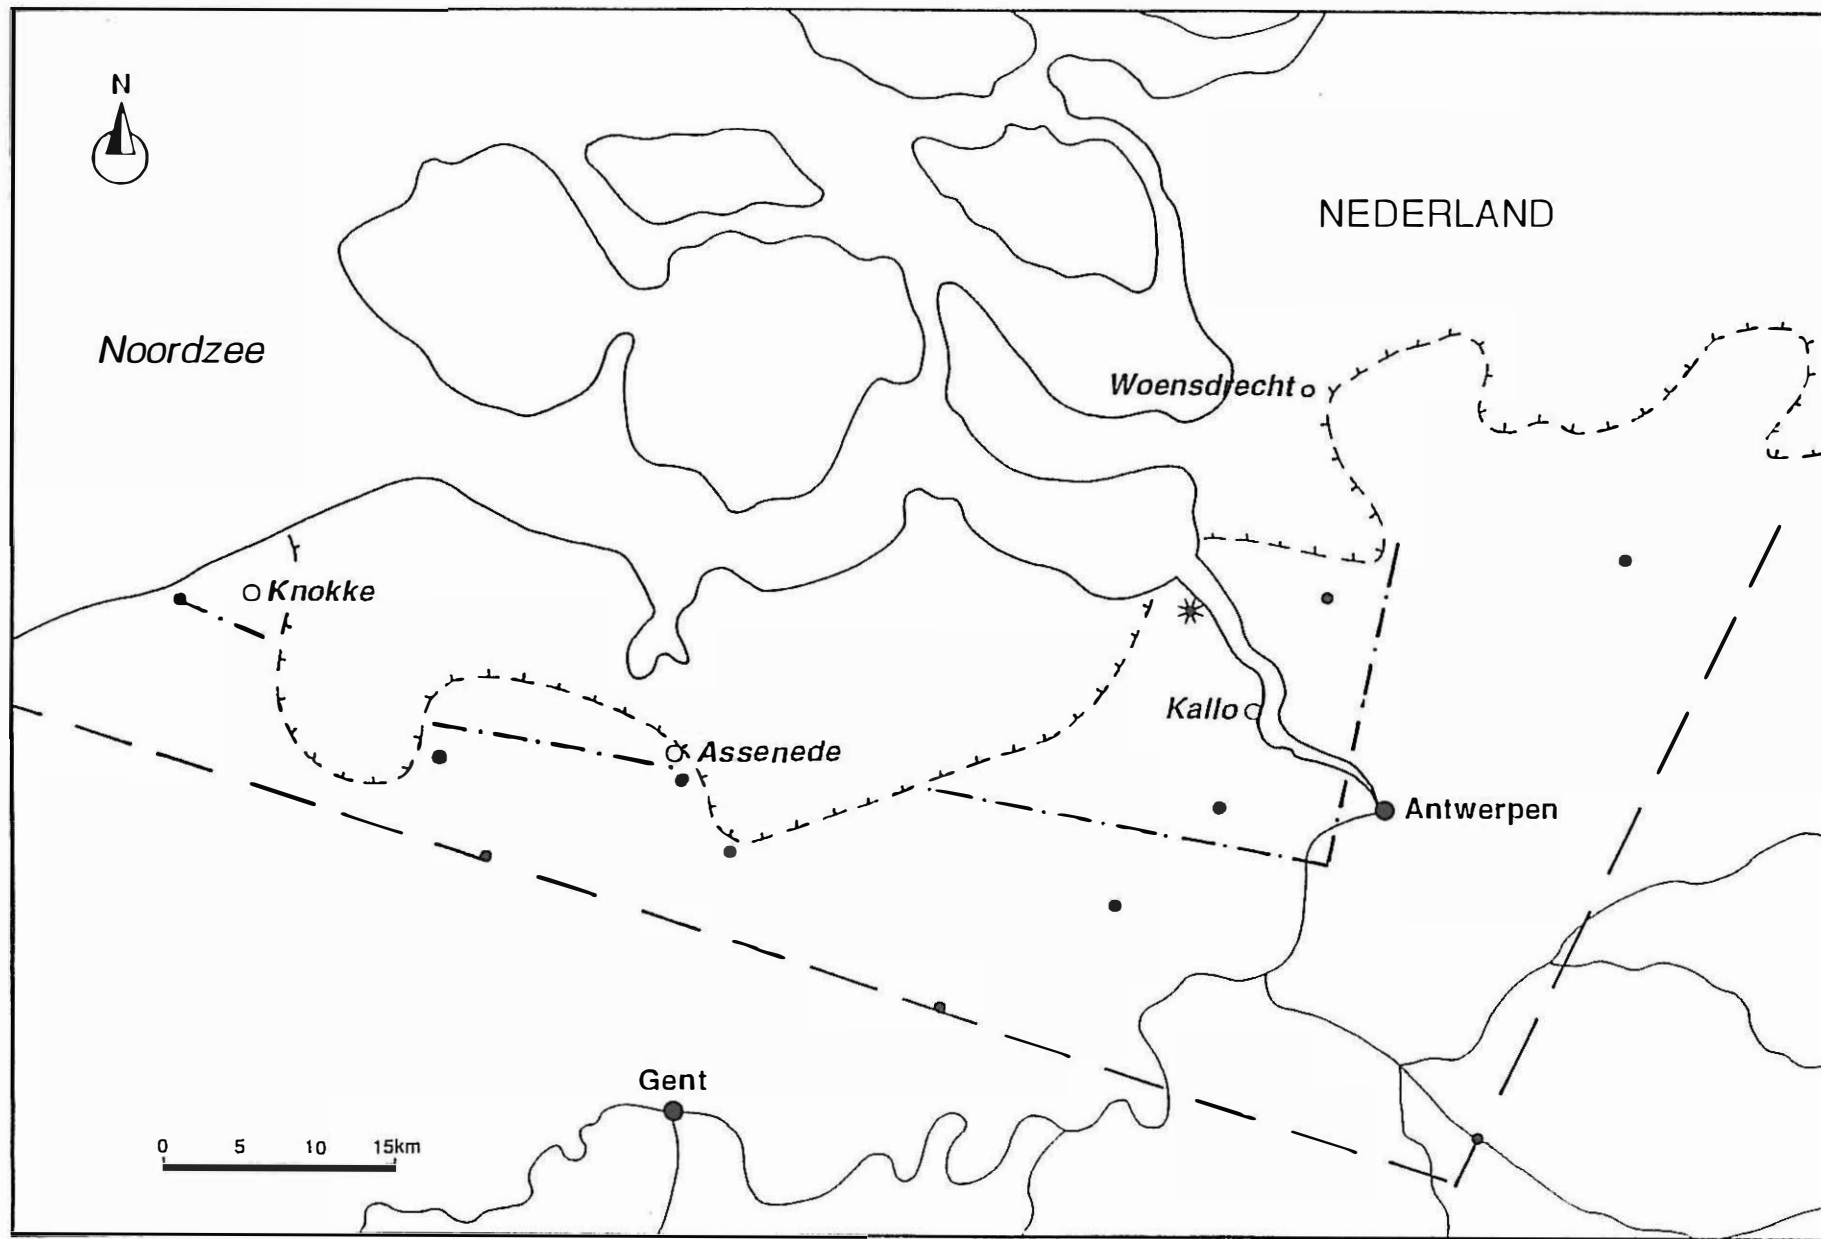 N
NEDERLAND
Noordzee
Woensdrecht
Knokke
Kallo
Assenede
Antwerpen
Gent
0 5 10 15km